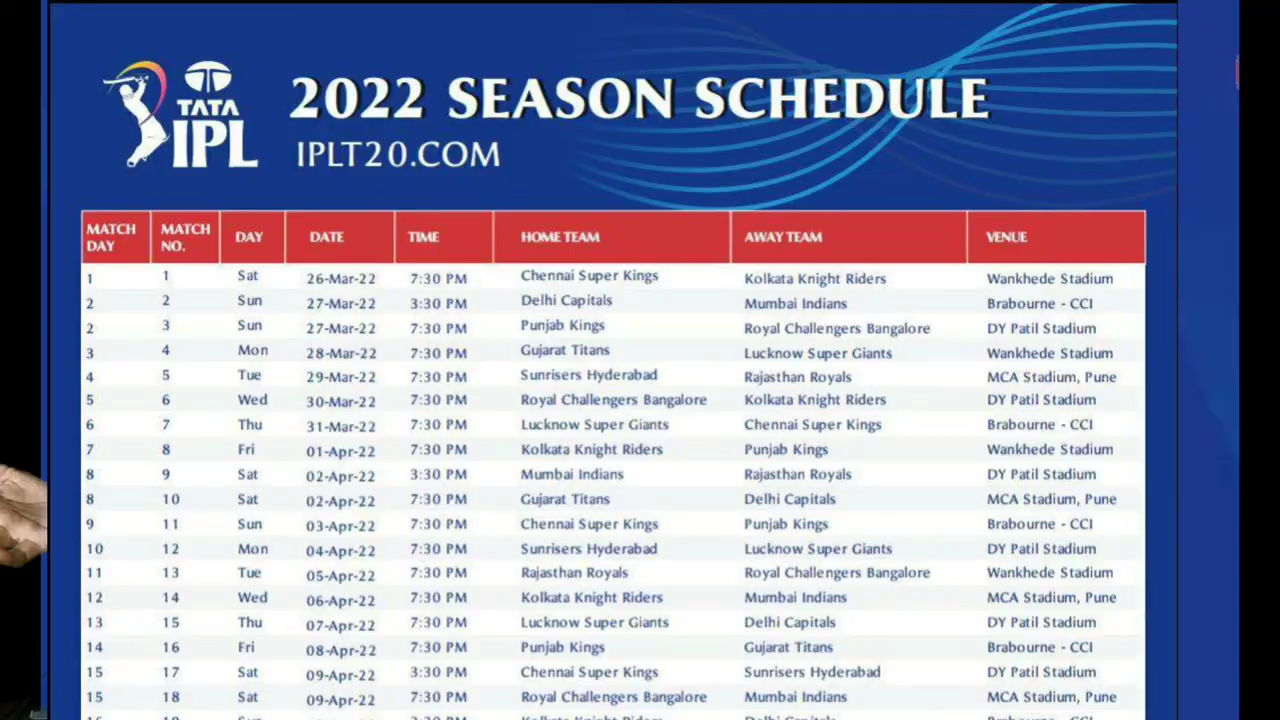 TATA
IPL
2022 SEASON SCHEDULE
IPLT20.COM
MATCH DAY MATCH NO. DAY DATE TIME HOME TEAM AWAY TEAM VENUE
1 1 Sat 26-Mar-22 7:30 PM Chennai Super Kings Kolkata Knight Riders Wankhede Stadium
2 2 Sun 27-Mar-22 3:30 PM Delhi Capitals Mumbai Indians Brabourne - CCI
2 3 Sun 27-Mar-22 7:30 PM Punjab Kings Royal Challengers Bangalore DY Patil Stadium
3 4 Mon 28-Mar-22 7:30 PM Gujarat Titans Lucknow Super Giants Wankhede Stadium
4 5 Tue 29-Mar-22 7:30 PM Sunrisers Hyderabad Rajasthan Royals MCA Stadium, Pune
5 6 Wed 30-Mar-22 7:30 PM Royal Challengers Bangalore Kolkata Knight Riders DY Patil Stadium
6 7 Thu 31-Mar-22 7:30 PM Lucknow Super Giants Chennai Super Kings Brabourne - CCI
7 8 Fri 01-Apr-22 7:30 PM Kolkata Knight Riders Punjab Kings Wankhede Stadium
8 9 Sat 02-Apr-22 3:30 PM Mumbai Indians Rajasthan Royals DY Patil Stadium
8 10 Sat 02-Apr-22 7:30 PM Gujarat Titans Delhi Capitals MCA Stadium, Pune
9 11 Sun 03-Apr-22 7:30 PM Chennai Super Kings Punjab Kings Brabourne - CCI
10 12 Mon 04-Apr-22 7:30 PM Sunrisers Hyderabad Lucknow Super Giants DY Patil Stadium
11 13 Tue 05-Apr-22 7:30 PM Rajasthan Royals Royal Challengers Bangalore Wankhede Stadium
12 14 Wed 06-Apr-22 7:30 PM Kolkata Knight Riders Mumbai Indians MCA Stadium, Pune
13 15 Thu 07-Apr-22 7:30 PM Lucknow Super Giants Delhi Capitals DY Patil Stadium
14 16 Fri 08-Apr-22 7:30 PM Punjab Kings Gujarat Titans Brabourne - CCI
15 17 Sat 09-Apr-22 3:30 PM Chennai Super Kings Sunrisers Hyderabad DY Patil Stadium
15 18 Sat 09-Apr-22 7:30 PM Royal Challengers Bangalore Mumbai Indians MCA Stadium, Pune